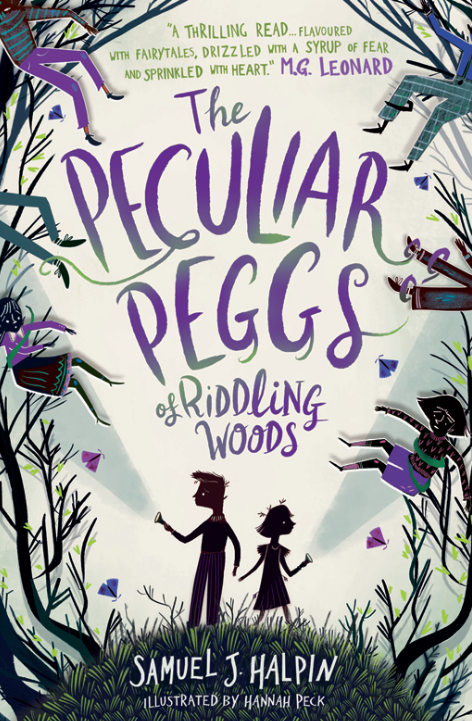 "A THRILLING READ... FLAVOURED
WITH FAIRYTALES, DRIZZLED WITH A SYRUP OF FEAR
AND SPRINKLED WITH HEART." M.G. LEONARD
The
PECULIAR
PEGGS
of RIDDLING
WOODS
SAMUEL J. HALPIN
ILLUSTRATED BY HANNAH PECK